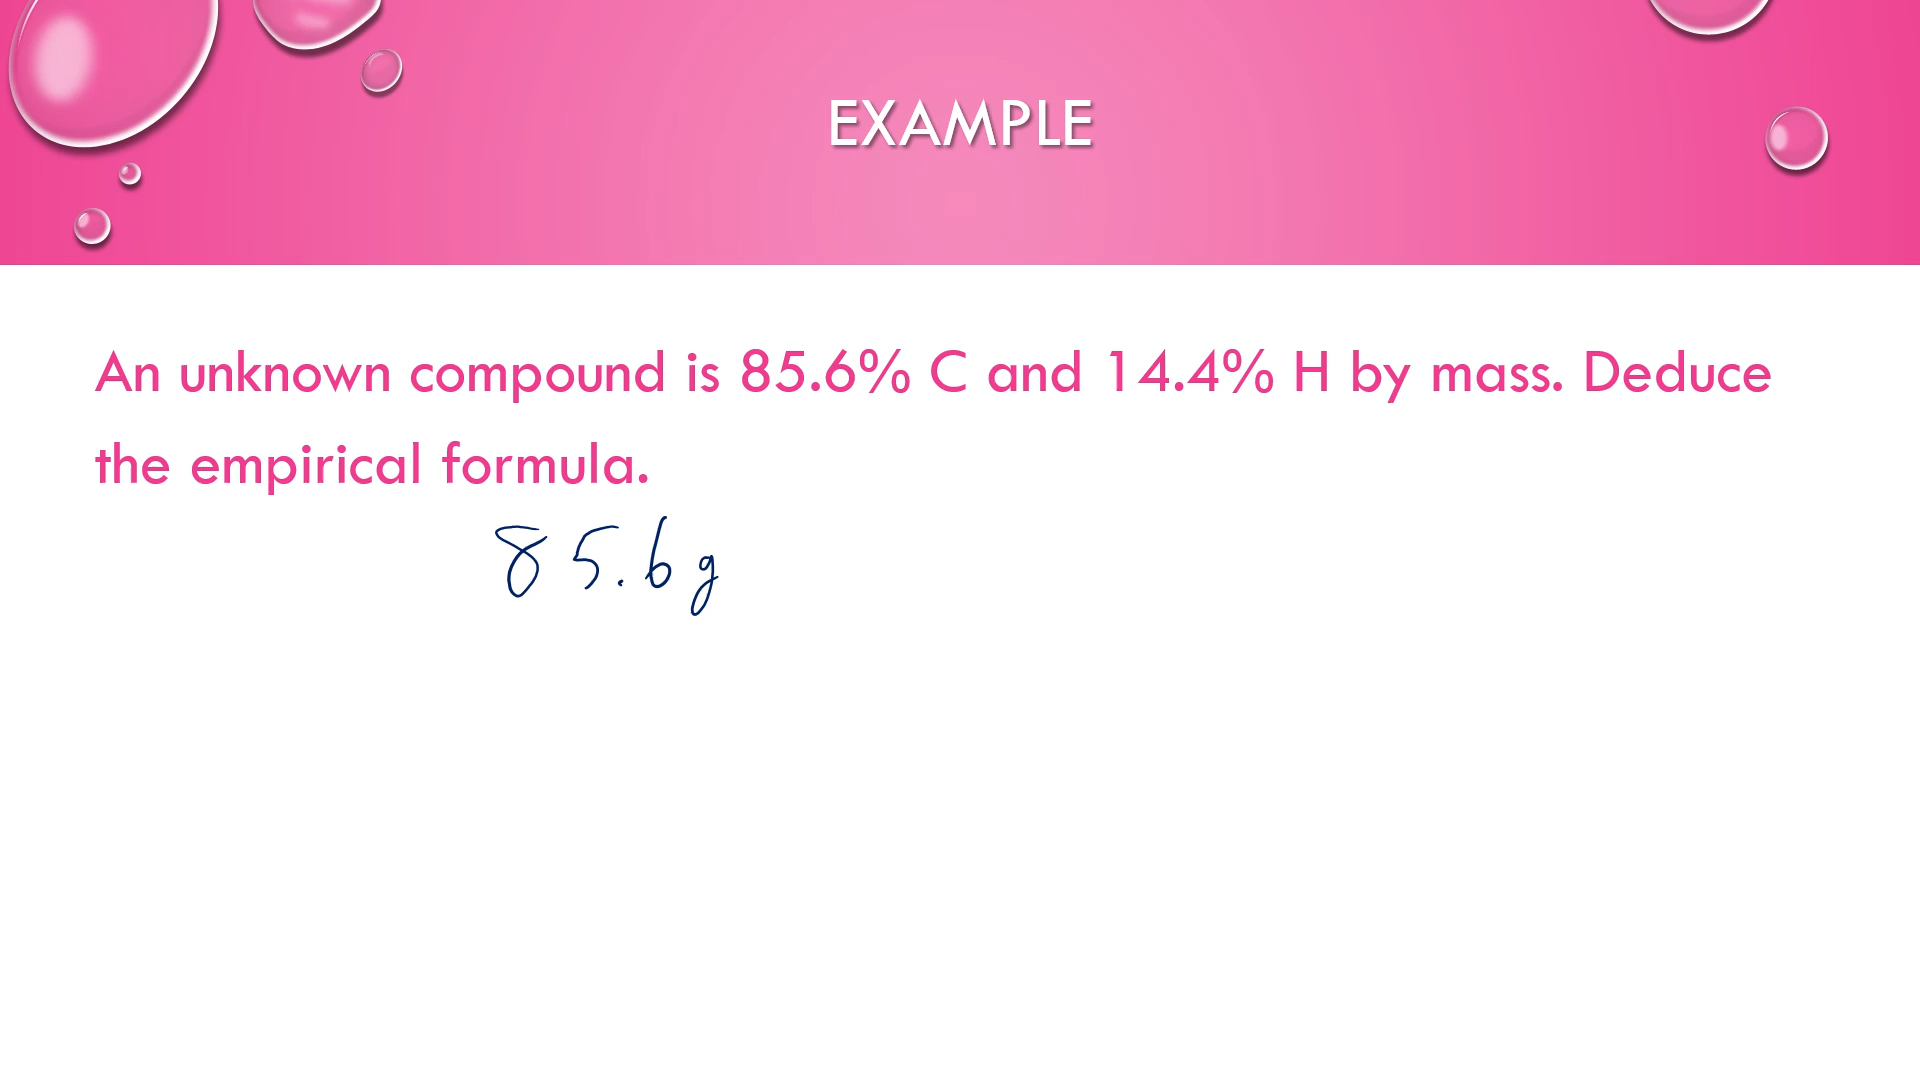 EXAMPLE
An unknown compound is 85.6% C and 14.4% H by mass. Deduce
the empirical formula.
85.6g